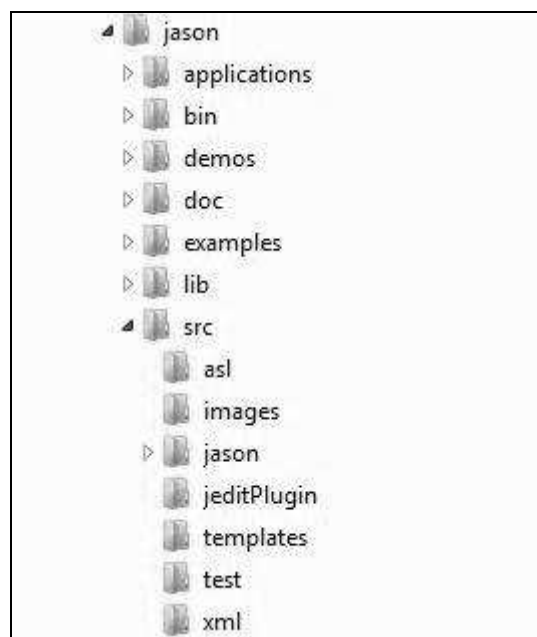 jason
applications
bin
demos
doc
examples
lib
src
asl
images
jason
jeditPlugin
templates
test
xml